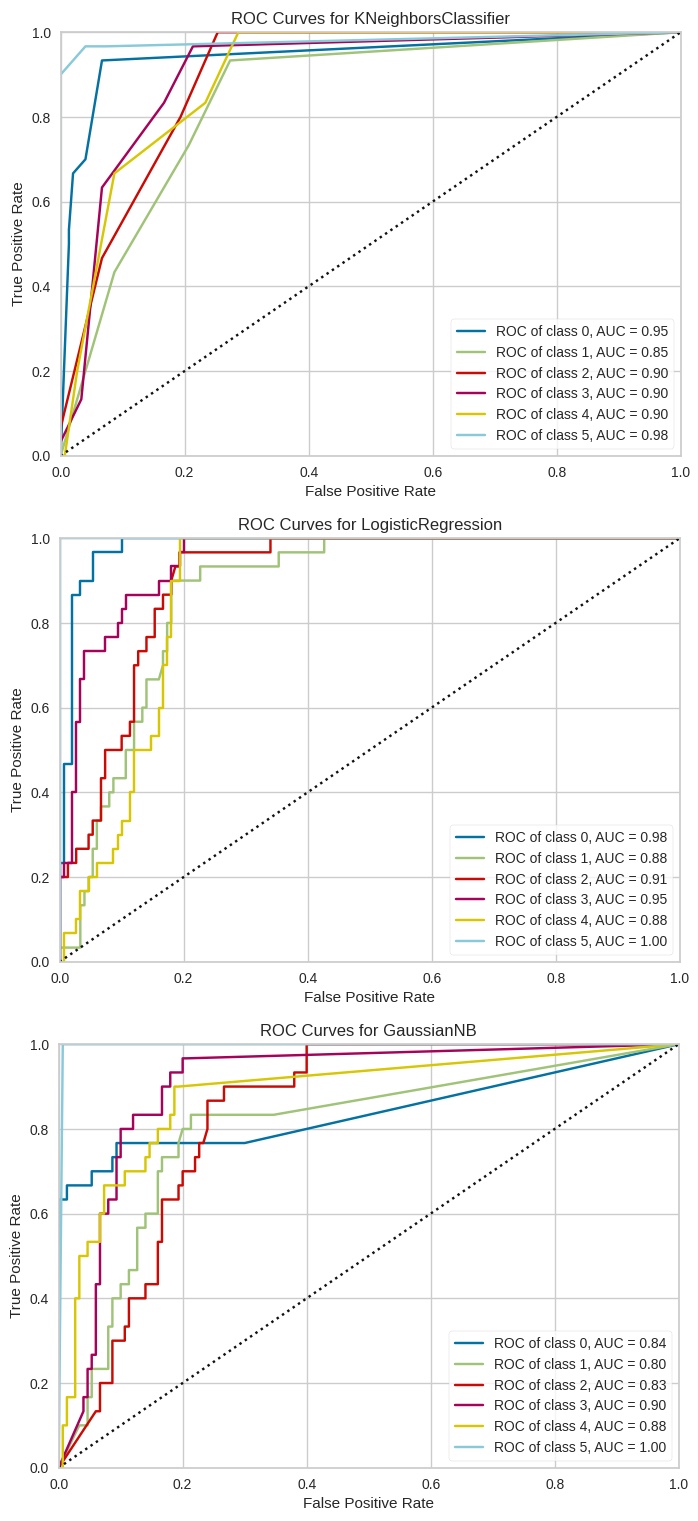 ROC Curves for KNeighborsClassifier
1.0
0.8
0.6
0.4
0.2
0.0
True Positive Rate
ROC of class 0, AUC = 0.95
ROC of class 1, AUC = 0.85
ROC of class 2, AUC = 0.90
ROC of class 3, AUC = 0.90
ROC of class 4, AUC = 0.90
ROC of class 5, AUC = 0.98
0.0 0.2 0.4 0.6 0.8 1.0
False Positive Rate
ROC Curves for LogisticRegression
1.0
0.8
0.6
0.4
0.2
0.0
True Positive Rate
ROC of class 0, AUC = 0.98
ROC of class 1, AUC = 0.88
ROC of class 2, AUC = 0.91
ROC of class 3, AUC = 0.95
ROC of class 4, AUC = 0.88
ROC of class 5, AUC = 1.00
0.0 0.2 0.4 0.6 0.8 1.0
False Positive Rate
ROC Curves for GaussianNB
1.0
0.8
0.6
0.4
0.2
0.0
True Positive Rate
ROC of class 0, AUC = 0.84
ROC of class 1, AUC = 0.80
ROC of class 2, AUC = 0.83
ROC of class 3, AUC = 0.90
ROC of class 4, AUC = 0.88
ROC of class 5, AUC = 1.00
0.0 0.2 0.4 0.6 0.8 1.0
False Positive Rate